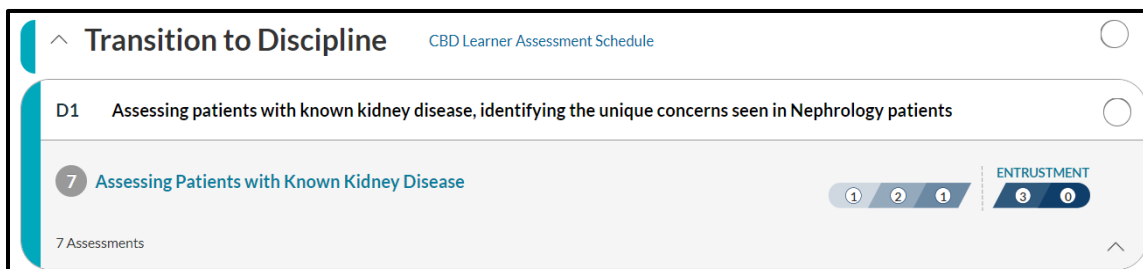 Transition to Discipline CBD Learner Assessment Schedule
D1 Assessing patients with known kidney disease, identifying the unique concerns seen in Nephrology patients
ENTRUSTMENT
7 Assessing Patients with Known Kidney Disease
1 2 1 3 0
7 Assessments